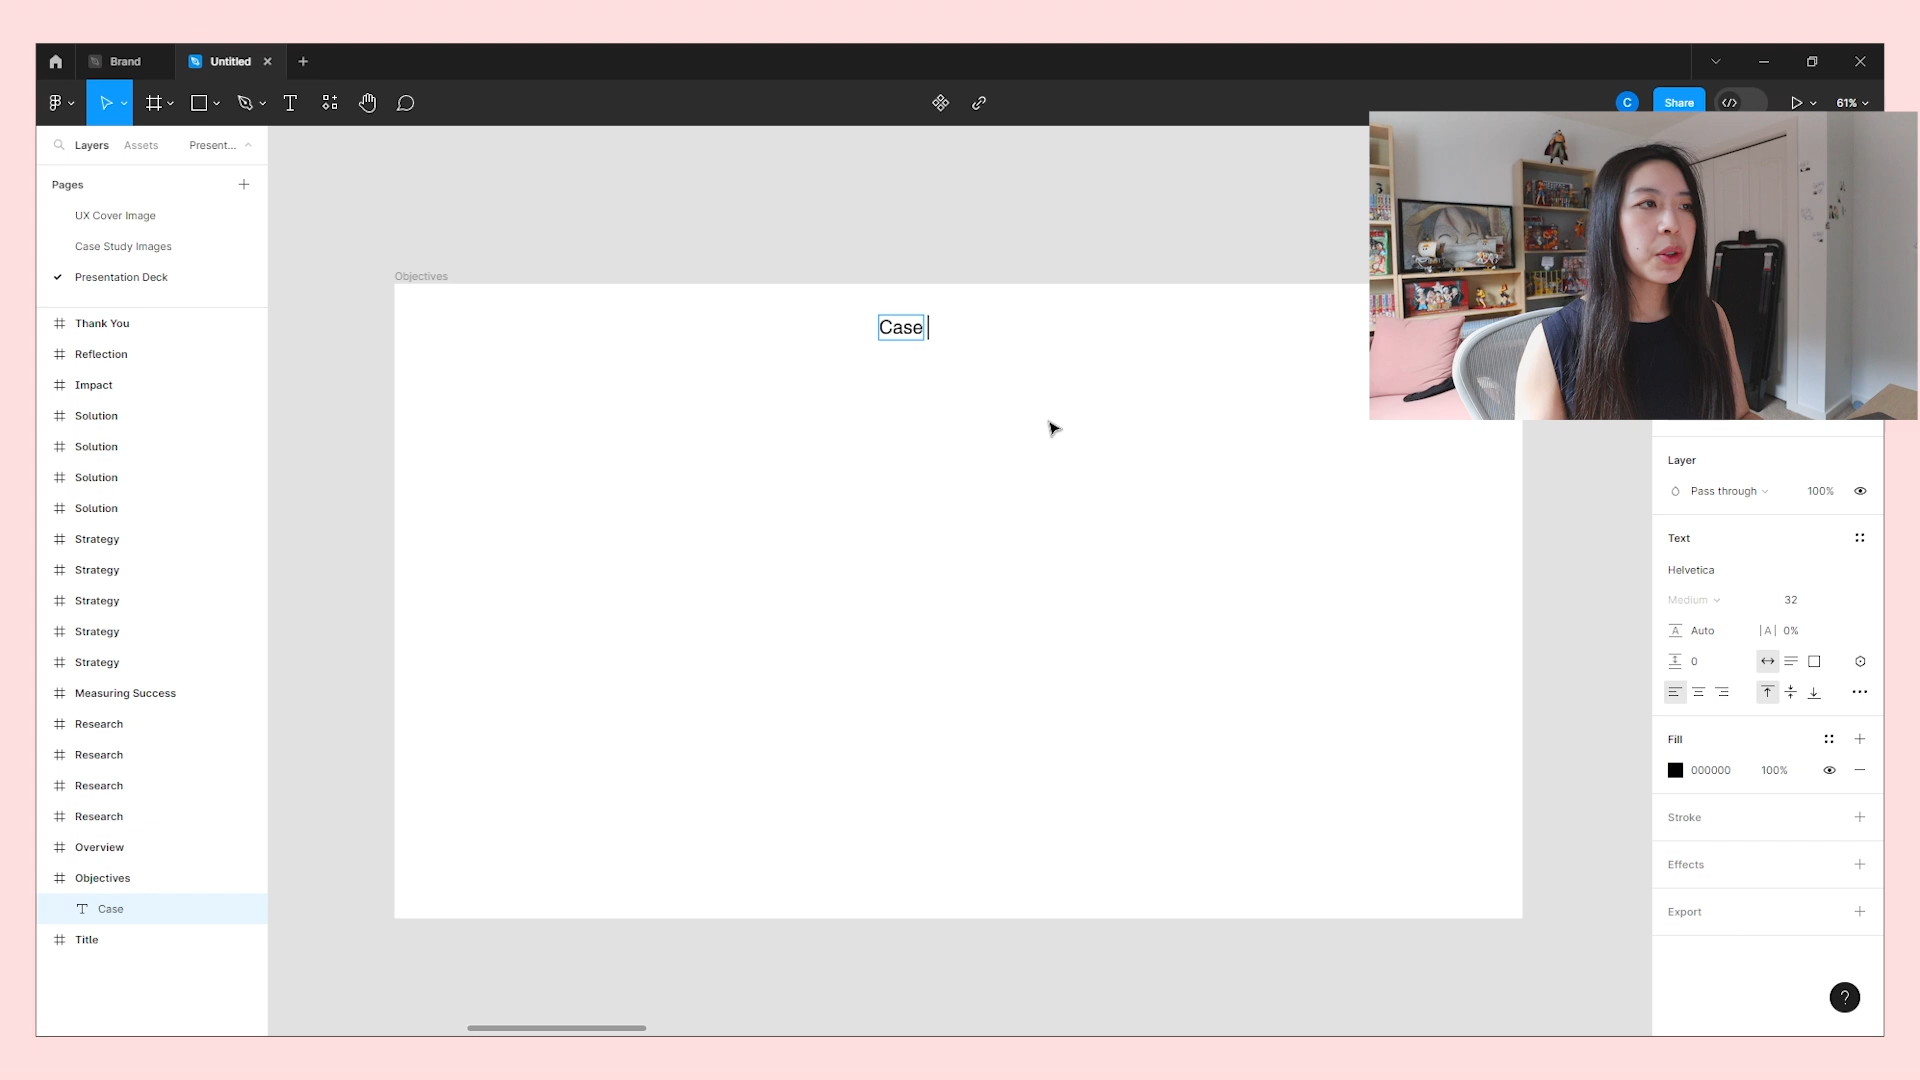 Brand
Untitled
C
Share
61%
Layers
Assets
Present...
Pages
UX Cover Image
Case Study Images
Presentation Deck
Thank You
Reflection
Impact
Solution
Solution
Solution
Solution
Strategy
Strategy
Strategy
Strategy
Strategy
Measuring Success
Research
Research
Research
Research
Overview
Objectives
Case
Title
Objectives
Case
Layer
Pass through
100%
Text
Helvetica
Medium
32
Auto
0%
0
Fill
000000
100%
Stroke
Effects
Export
?